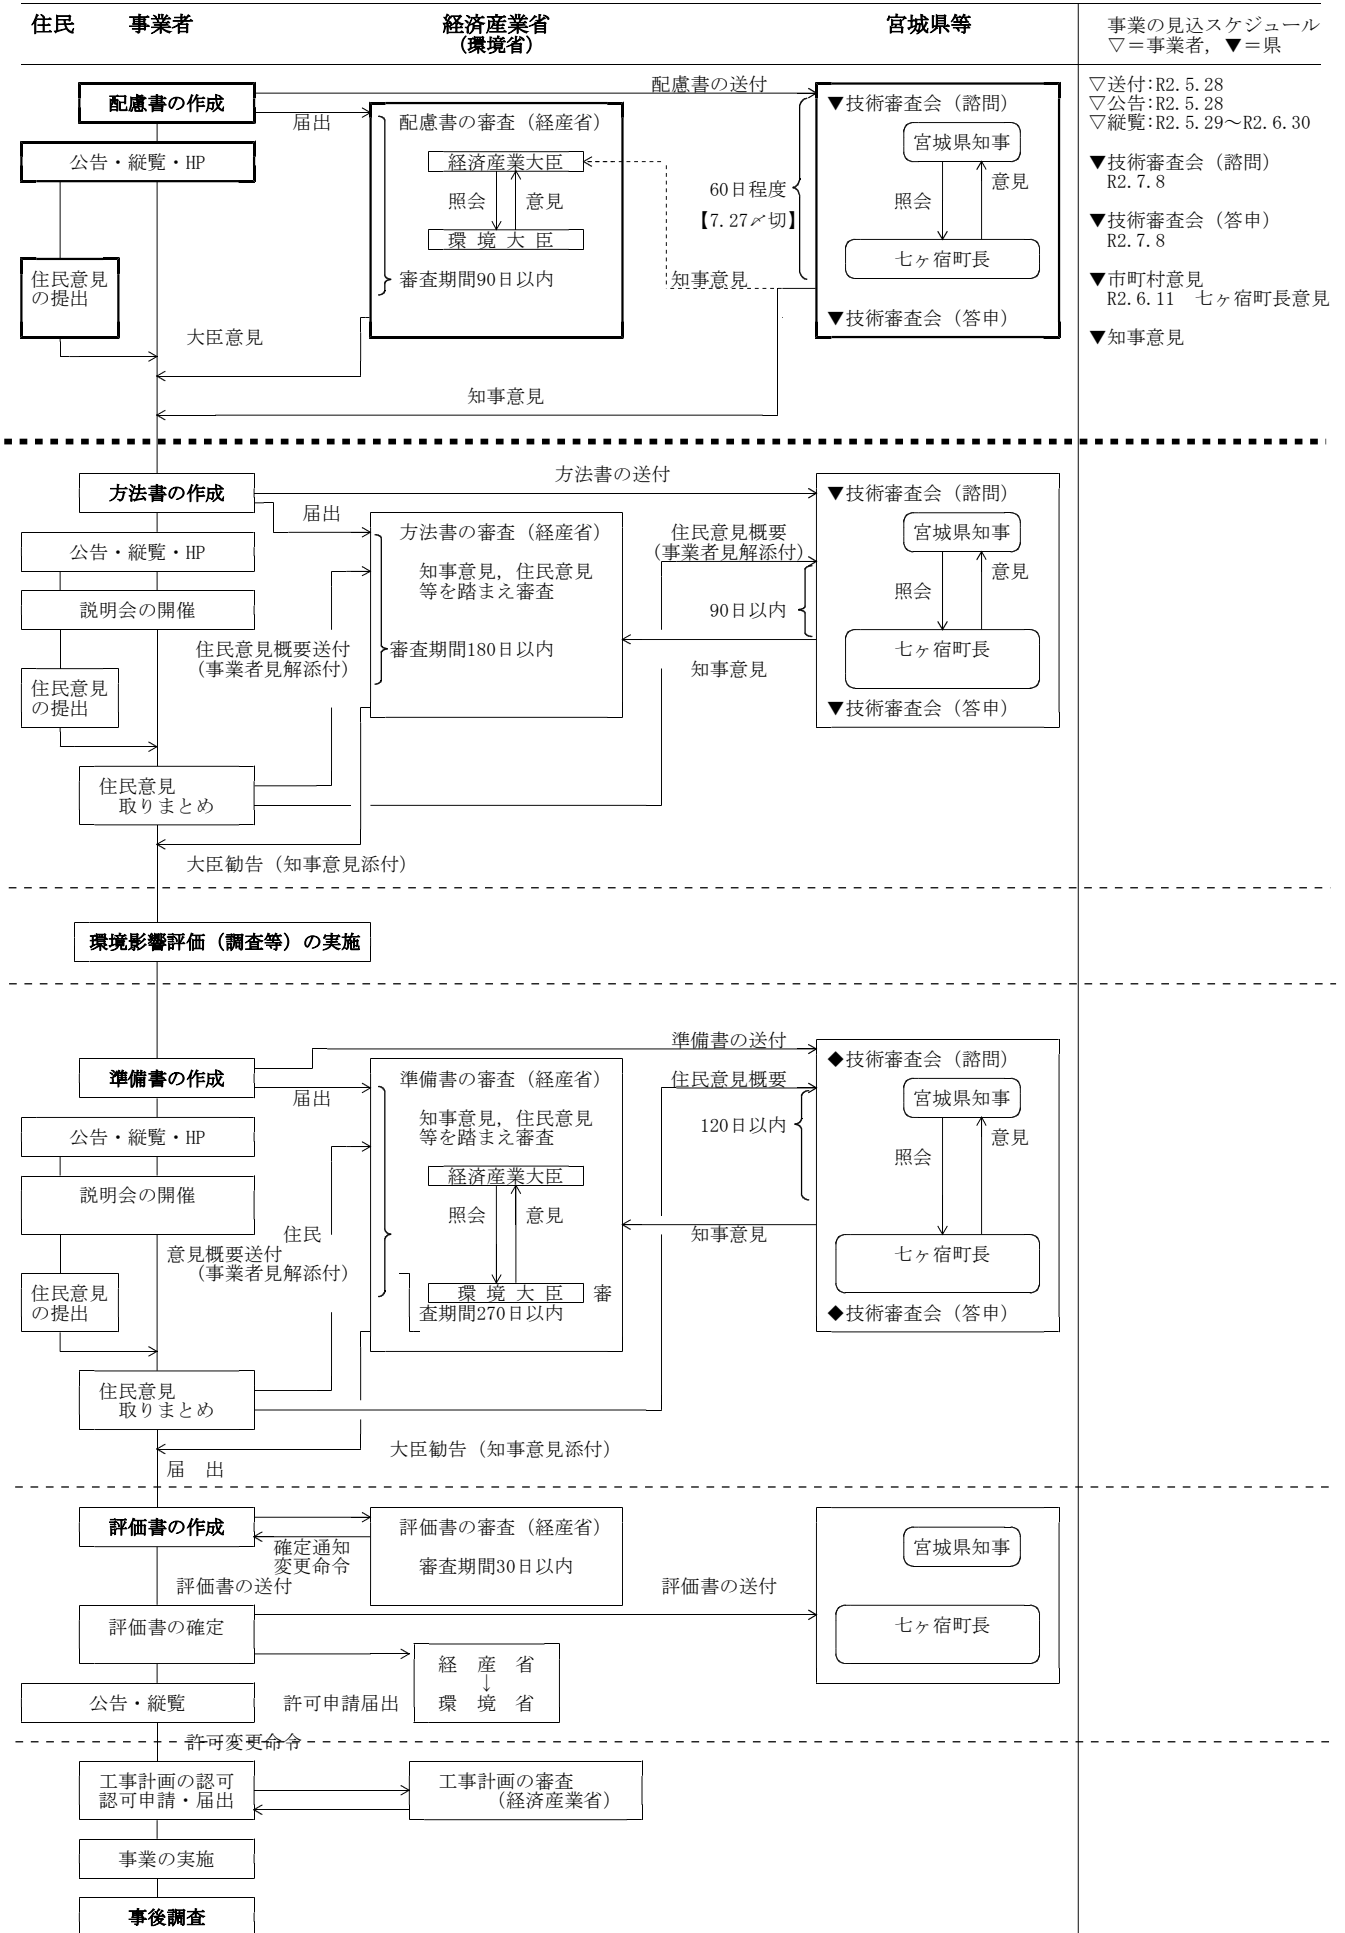 住民
事業者
経済産業省
（環境省）
宮城県等
事業の見込スケジュール
▽＝事業者，▼＝県
配慮書の作成
届出
配慮書の送付
公告・縦覧・HP
住民意見
の提出
配慮書の審査（経産省）
経済産業大臣
照会
意見
環 境 大 臣
審査期間90日以内
大臣意見
知事意見
知事意見
60日程度
【7.27〆切】
▼技術審査会（諮問）
宮城県知事
照会
意見
七ヶ宿町長
▼技術審査会（答申）
▽送付:R2.5.28
▽公告:R2.5.28
▽縦覧:R2.5.29～R2.6.30
▼技術審査会（諮問）
R2.7.8
▼技術審査会（答申）
R2.7.8
▼市町村意見
R2.6.11　七ヶ宿町長意見
▼知事意見
方法書の作成
届出
方法書の送付
公告・縦覧・HP
説明会の開催
住民意見
の提出
住民意見概要送付
（事業者見解添付）
住民意見
取りまとめ
方法書の審査（経産省）
知事意見，住民意見
等を踏まえ審査
審査期間180日以内
住民意見概要
（事業者見解添付）
90日以内
知事意見
▼技術審査会（諮問）
宮城県知事
照会
意見
七ヶ宿町長
▼技術審査会（答申）
大臣勧告（知事意見添付）
環境影響評価（調査等）の実施
準備書の作成
届出
準備書の送付
公告・縦覧・HP
説明会の開催
住民意見
の提出
住民
意見概要送付
（事業者見解添付）
住民意見
取りまとめ
準備書の審査（経産省）
知事意見，住民意見
等を踏まえ審査
経済産業大臣
照会
意見
環 境 大 臣　審
査期間270日以内
住民意見概要
120日以内
知事意見
◆技術審査会（諮問）
宮城県知事
照会
意見
七ヶ宿町長
◆技術審査会（答申）
大臣勧告（知事意見添付）
届　出
評価書の作成
確定通知
変更命令
評価書の審査（経産省）
審査期間30日以内
評価書の送付
評価書の送付
宮城県知事
七ヶ宿町長
評価書の確定
経　産　省
↓
環　境　省
公告・縦覧
許可申請届出
許可変更命令
工事計画の認可
認可申請・届出
工事計画の審査
（経済産業省）
事業の実施
事後調査